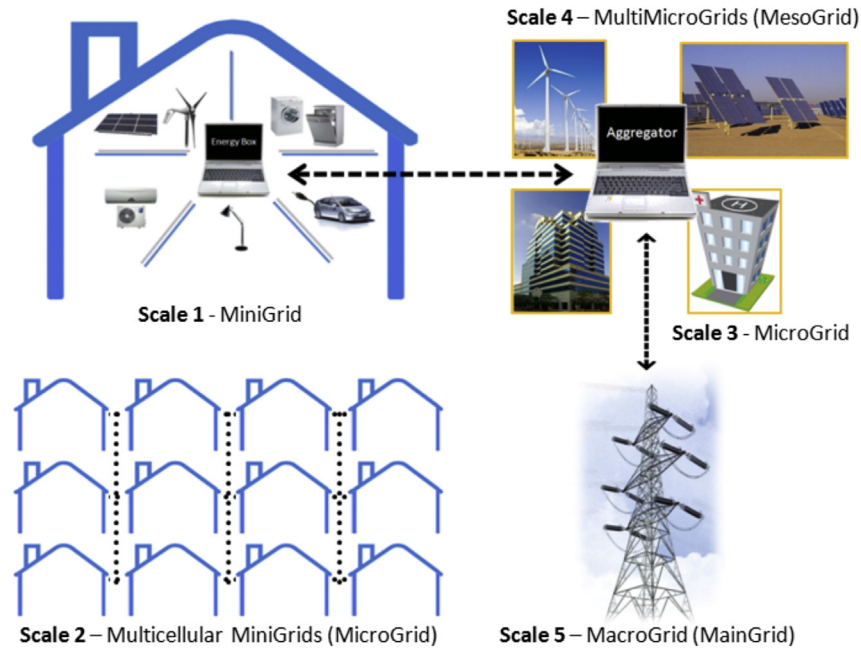 Scale 4 – MultiMicroGrids (MesoGrid)
Energy Box
Aggregator
H
Scale 1 - MiniGrid
Scale 3 - MicroGrid
Scale 2 – Multicellular MiniGrids (MicroGrid)
Scale 5 – MacroGrid (MainGrid)